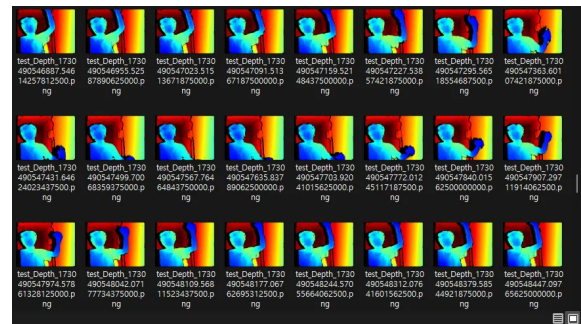 test_Depth_1730 test_Depth_1730 test_Depth_1730 test_Depth_1730 test_Depth_1730 test_Depth_1730 test_Depth_1730 test_Depth_1730
490546887.546 490546955.525 490547023.515 490547091.513 490547159.521 490547227.538 490547295.565 490547363.601
14257812500.p 87890625000.p 13671875000.p 67187500000.p 48437500000.p 57421875000.p 18554687500.p 07421875000.p
ng ng ng ng ng ng ng ng
test_Depth_1730 test_Depth_1730 test_Depth_1730 test_Depth_1730 test_Depth_1730 test_Depth_1730 test_Depth_1730 test_Depth_1730
490547431.646 490547499.700 490547567.764 490547635.837 490547703.920 490547772.012 490547840.015 490547907.297
24023437500.p 68359375000.p 64843750000.p 89062500000.p 41015625000.p 45117187500.p 62500000000.p 11914062500.p
ng ng ng ng ng ng ng ng
test_Depth_1730 test_Depth_1730 test_Depth_1730 test_Depth_1730 test_Depth_1730 test_Depth_1730 test_Depth_1730 test_Depth_1730
490547974.578 490548042.071 490548109.568 490548177.067 490548244.570 490548312.076 490548379.585 490548447.097
61328125000.p 77734375000.p 11523437500.p 62695312500.p 55664062500.p 41601562500.p 44921875000.p 65625000000.p
ng ng ng ng ng ng ng ng